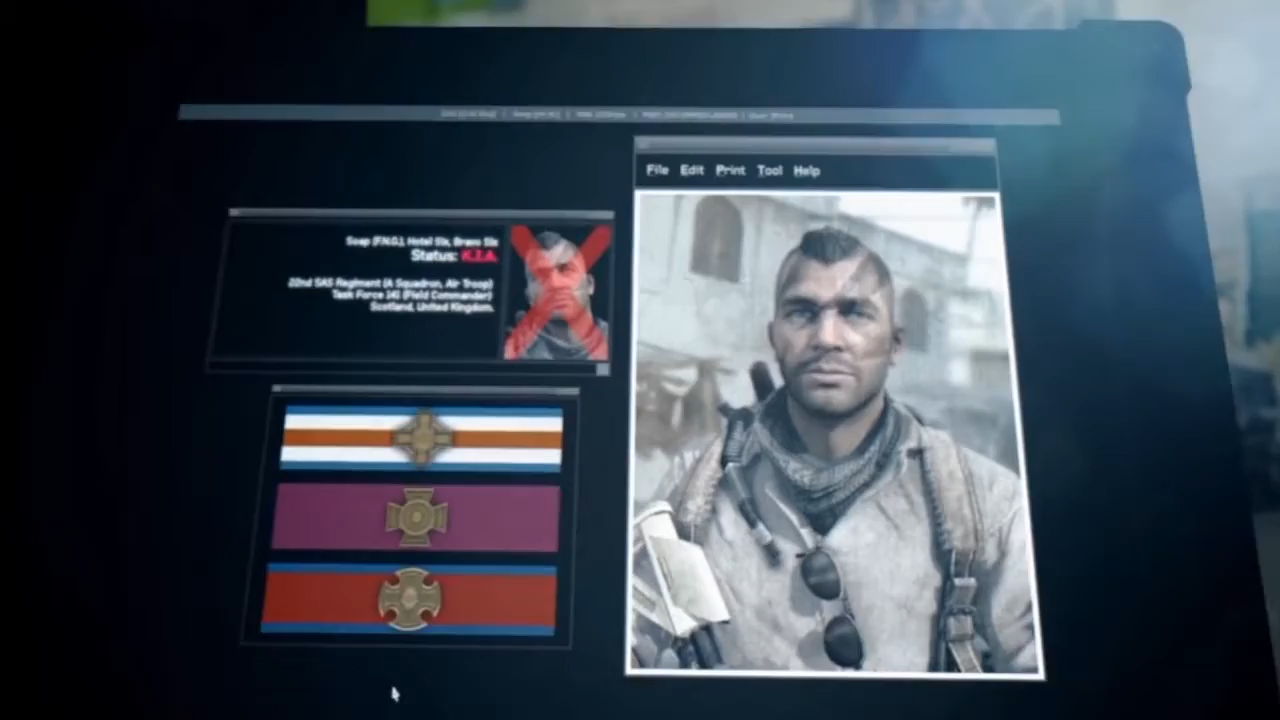 File Edit Print Tool Help
Soap (F.N.G.), Hotel Six, Bravo Six
Status: K.I.A.
22nd SAS Regiment (A Squadron, Air Troop)
Task Force 141 (Field Commander)
Scotland, United Kingdom.